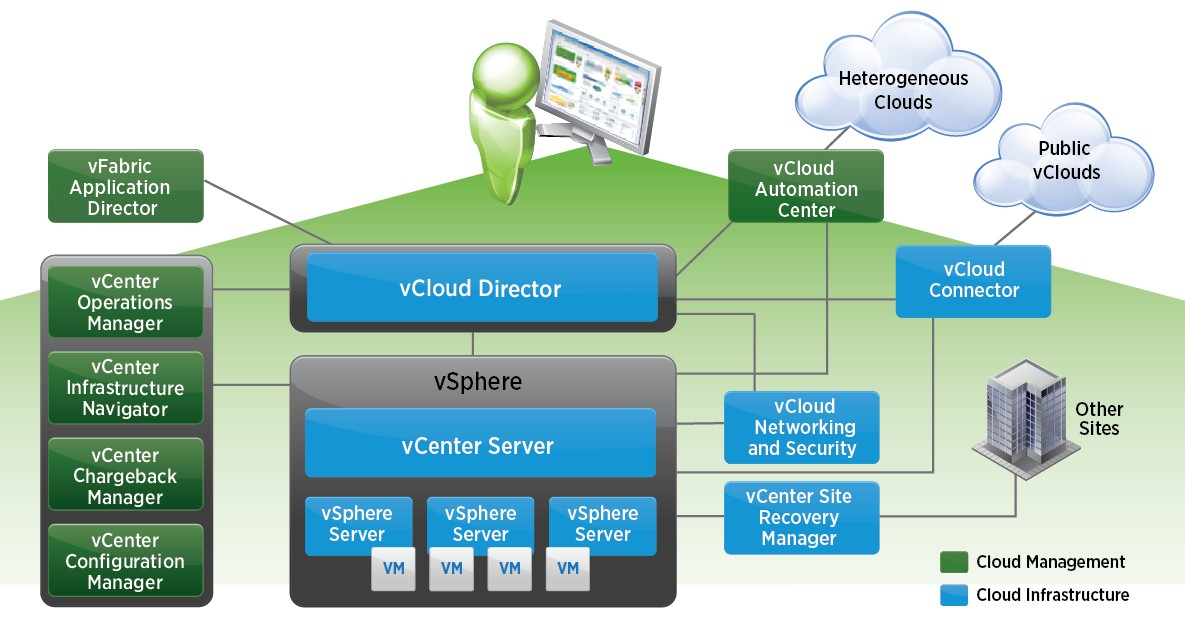 Heterogeneous
Clouds
Public
vClouds
vFabric
Application
Director
vCloud
Automation
Center
vCenter
Operations
Manager
vCenter
Infrastructure
Navigator
vCenter
Chargeback
Manager
vCenter
Configuration
Manager
vCloud Director
vCloud
Connector
vSphere
vCenter Server
vSphere
Server
vSphere
Server
vSphere
Server
VM
VM
VM
VM
vCloud
Networking
and Security
vCenter Site
Recovery
Manager
Other
Sites
Cloud Management
Cloud Infrastructure